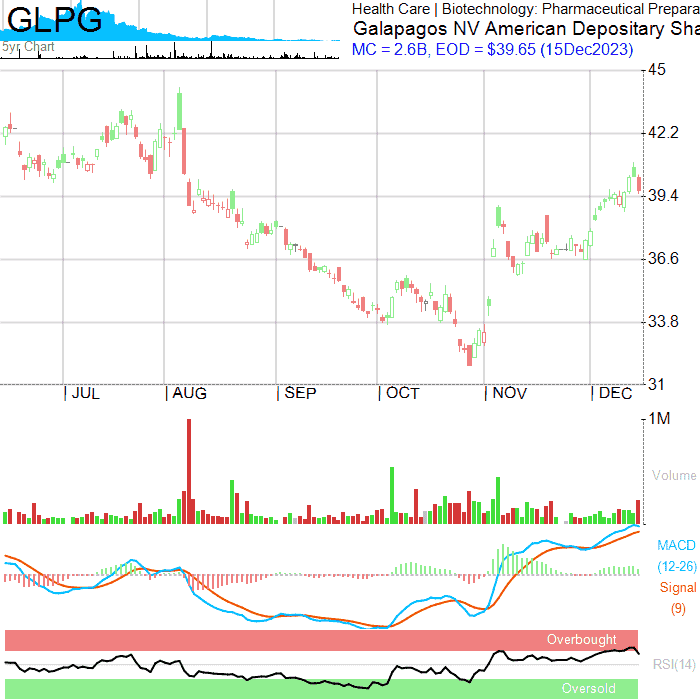 GLPG
5yr Chart
Health Care | Biotechnology: Pharmaceutical Prepara
Galapagos NV American Depositary Sha
MC = 2.6B, EOD = $39.65 (15Dec2023)
45
42.2
39.4
36.6
33.8
31
JUL AUG SEP OCT NOV DEC
1M
Volume
MACD
(12-26)
Signal
(9)
Overbought
RSI(14)
Oversold